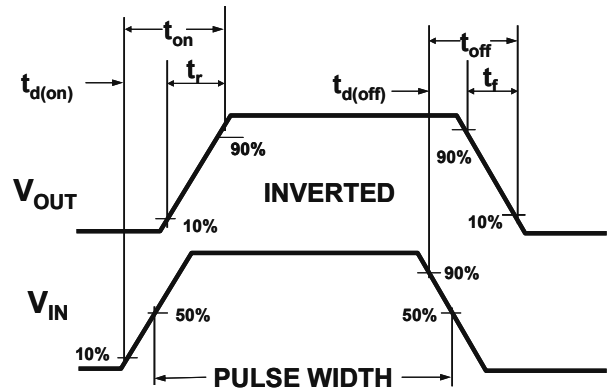 t_on t_off
t_d(on) t_r t_d(off) t_f
90% 90%
V_OUT INVERTED
10% 10%
90%
V_IN 50% 50%
10%
PULSE WIDTH